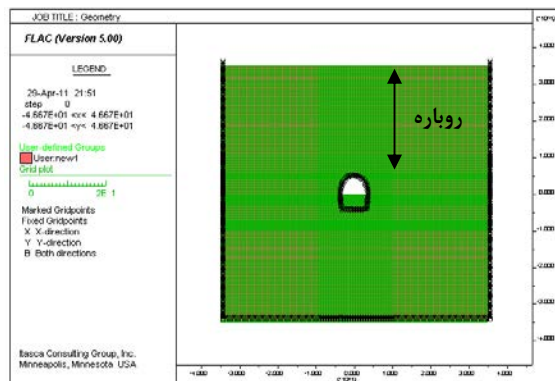 JOB TITLE : Geometry
FLAC (Version 5.00)
LEGEND
29-Apr-11 21:51
step 0
-4.667E+01 <x< 4.667E+01
-4.667E+01 <y< 4.667E+01
User-defined Groups
User:new1
Grid plot
0 2E 1
Marked Gridpoints
Fixed Gridpoints
X X-direction
Y Y-direction
B Both directions
Itasca Consulting Group, Inc.
Minneapolis, Minnesota USA
روباره